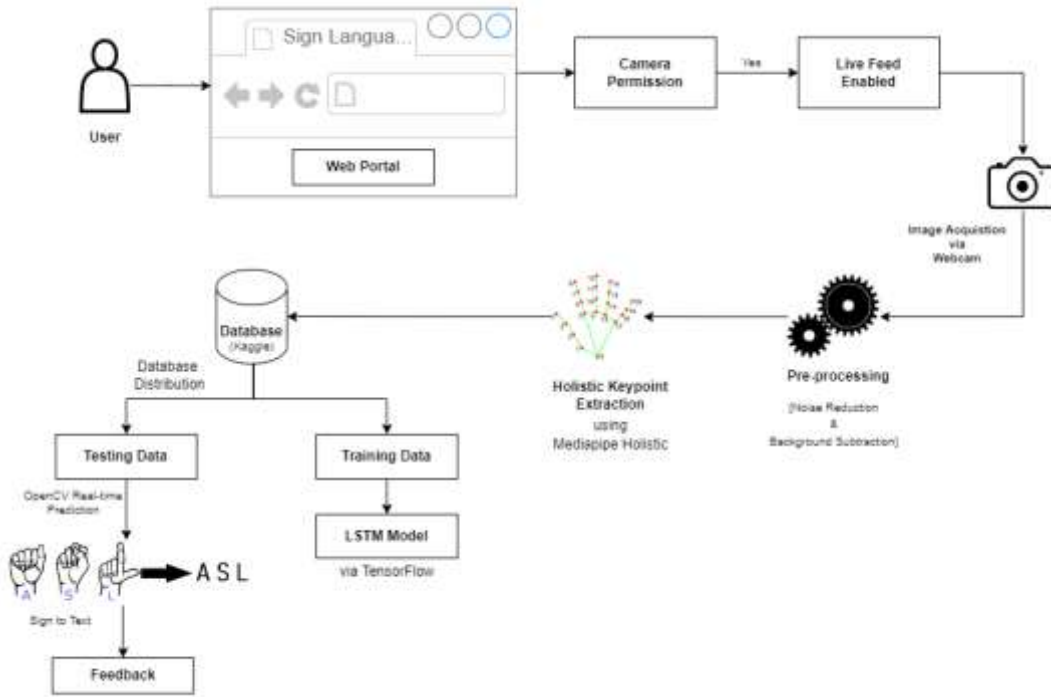 Sign Langua...
User
Web Portal
Camera
Permission
Yes
Live Feed
Enabled
Image Acquistion
via
Webcam
Database
(Kaggle)
Database
Distribution
Holistic Keypoint
Extraction
using
Mediapipe Holistic
Pre-processing
[Noise Reduction
&
Background Subtraction]
Testing Data
Training Data
OpenCV Real-time
Prediction
LSTM Model
via TensorFlow
A S L
ASL
Sign to Text
Feedback